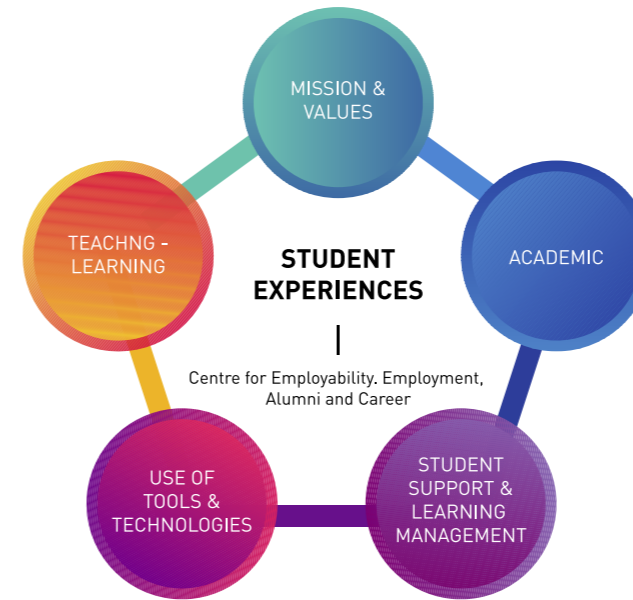 MISSION &
VALUES
TEACHNG -
LEARNING
ACADEMIC
STUDENT
EXPERIENCES
Centre for Employability. Employment,
Alumni and Career
USE OF
TOOLS &
TECHNOLOGIES
STUDENT
SUPPORT &
LEARNING
MANAGEMENT